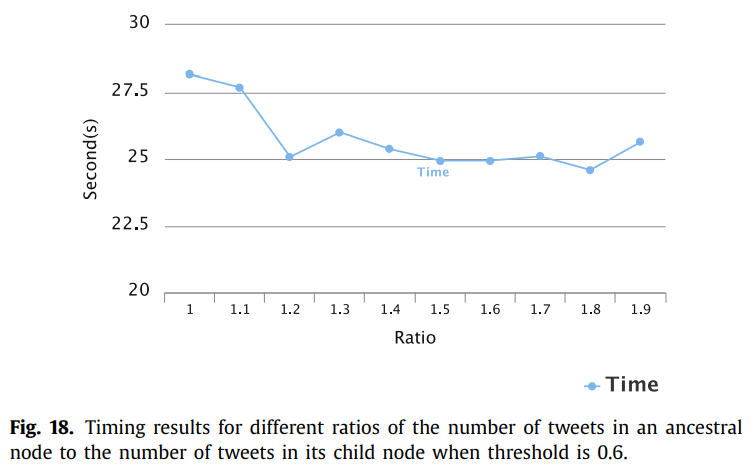 30
27.5
25
22.5
20
Second(s)
Time
1 1.1 1.2 1.3 1.4 1.5 1.6 1.7 1.8 1.9
Ratio
Time
Fig. 18. Timing results for different ratios of the number of tweets in an ancestral
node to the number of tweets in its child node when threshold is 0.6.